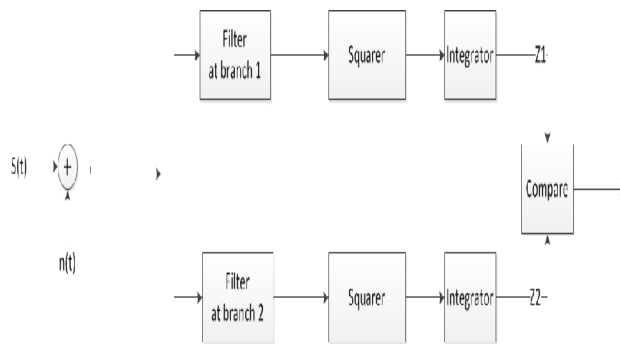 Filter
at branch 1
Squarer
Integrator
Z1
S(t)
+
Compare
n(t)
Filter
at branch 2
Squarer
Integrator
Z2